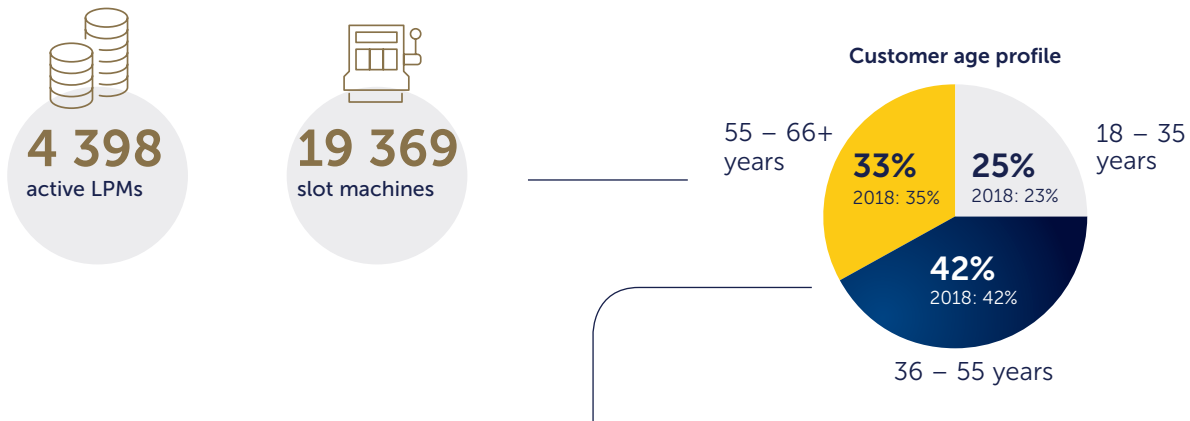 4 398
active LPMs
19 369
slot machines
Customer age profile
55 – 66+
years
33%
2018: 35%
25%
2018: 23%
18 – 35
years
42%
2018: 42%
36 – 55 years